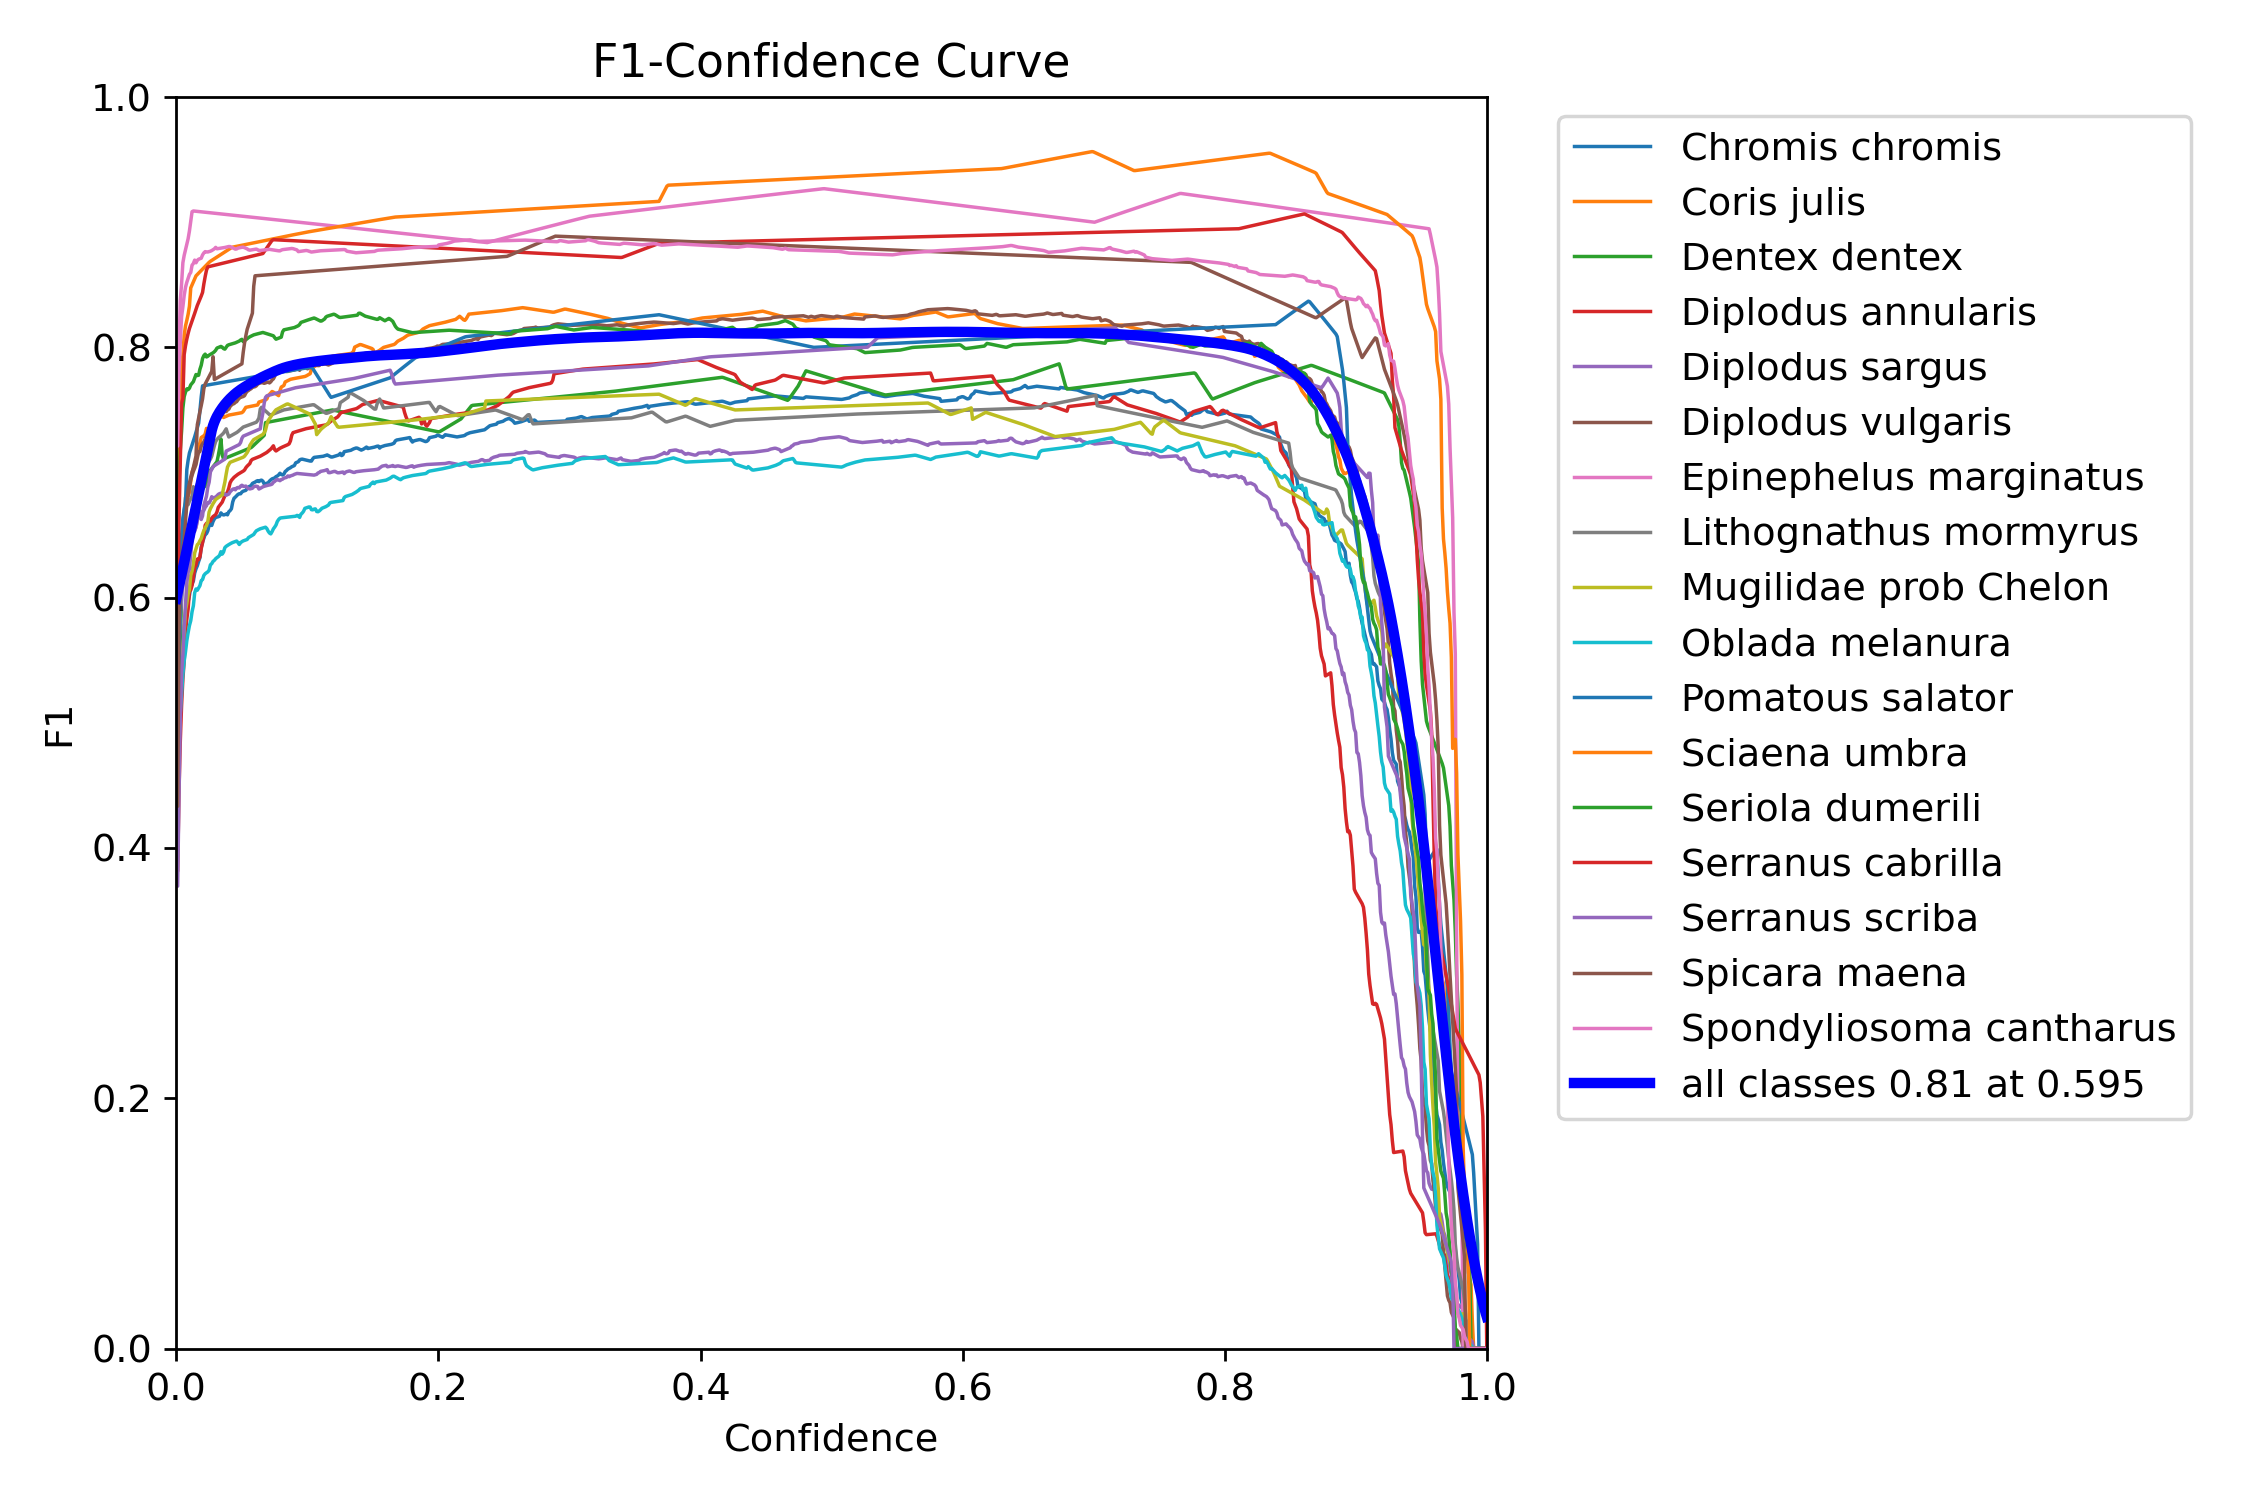 F1-Confidence Curve
1.0
0.8
0.6
0.4
0.2
0.0
F1
0.0 0.2 0.4 0.6 0.8 1.0
Confidence
Chromis chromis
Coris julis
Dentex dentex
Diplodus annularis
Diplodus sargus
Diplodus vulgaris
Epinephelus marginatus
Lithognathus mormyrus
Mugilidae prob Chelon
Oblada melanura
Pomatous salator
Sciaena umbra
Seriola dumerili
Serranus cabrilla
Serranus scriba
Spicara maena
Spondyliosoma cantharus
all classes 0.81 at 0.595